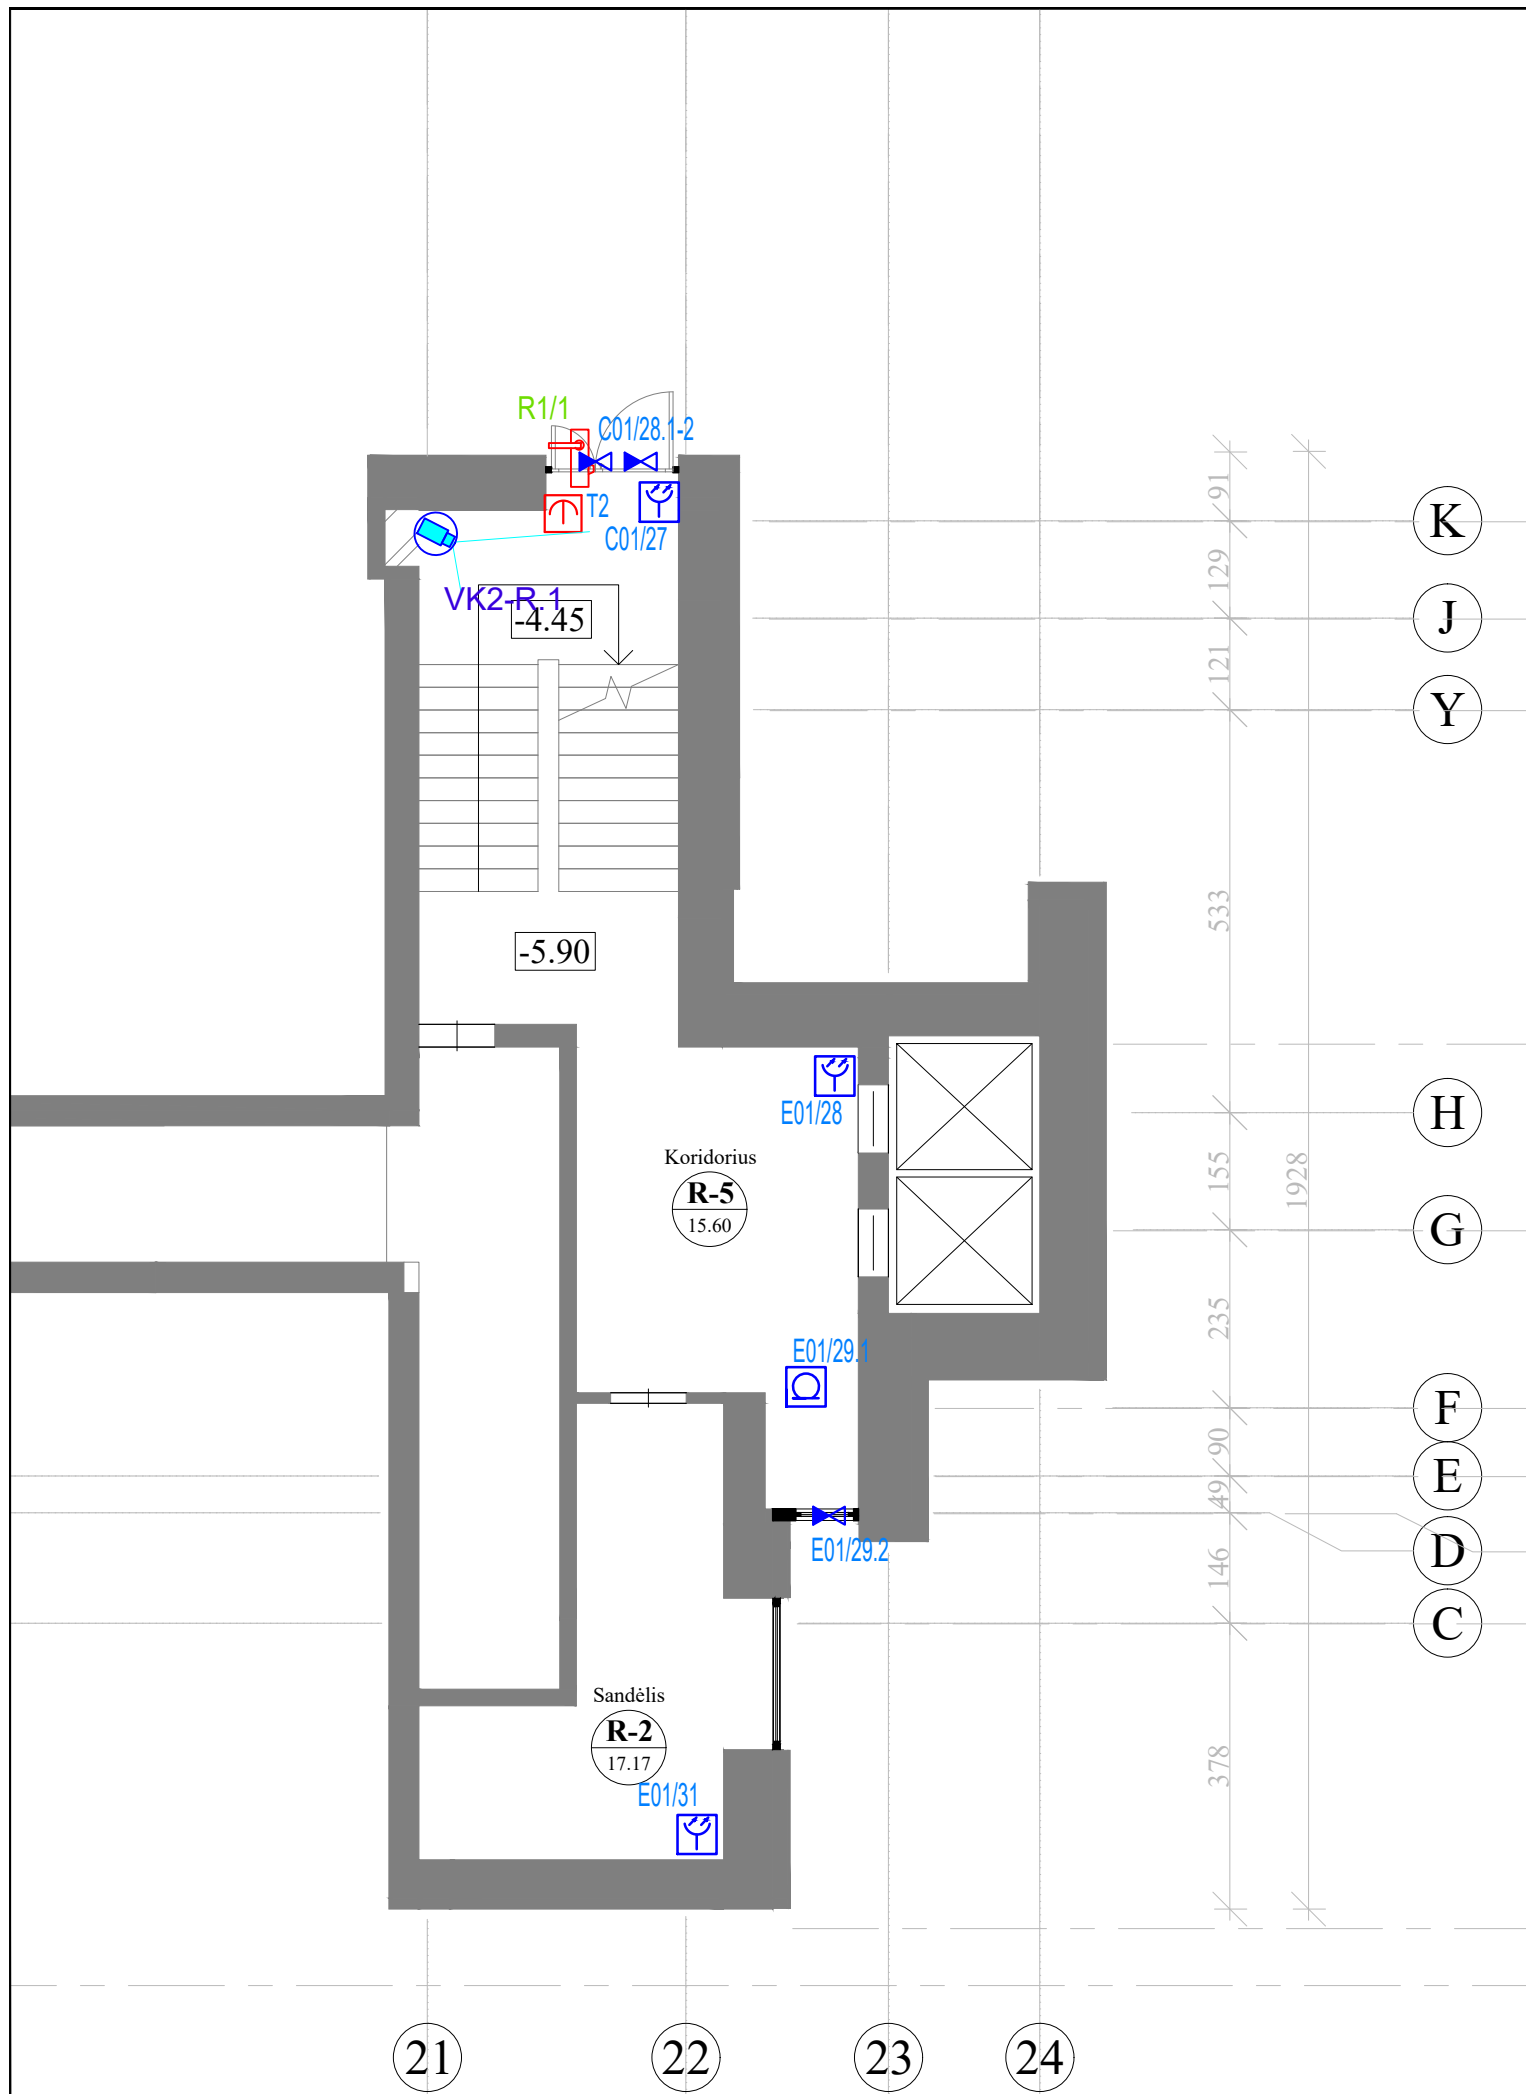 R1/1
C01/28.1-2
T2
C01/27
VK2-R.1
-4.45
-5.90
E01/28
Koridorius
R-5
15.60
E01/29.1
E01/29.2
Sandėlis
R-2
17.17
E01/31
91
129
121
533
155
1928
235
90
49
146
378
K
J
Y
H
G
F
E
D
C
21
22
23
24